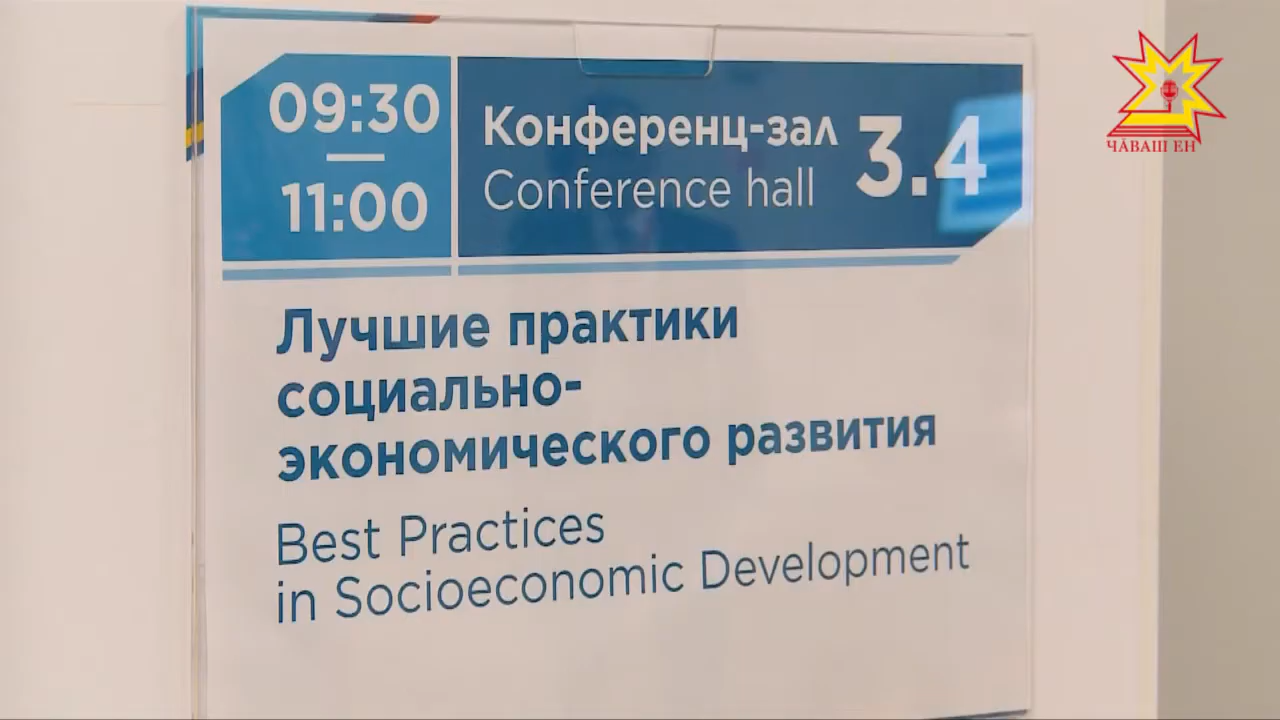 09:30
—
11:00
Конференц-зал
Conference hall
3.4
Лучшие практики
социально-
экономического развития
Best Practices
in Socioeconomic Development
ЧӐВАШ ЕН